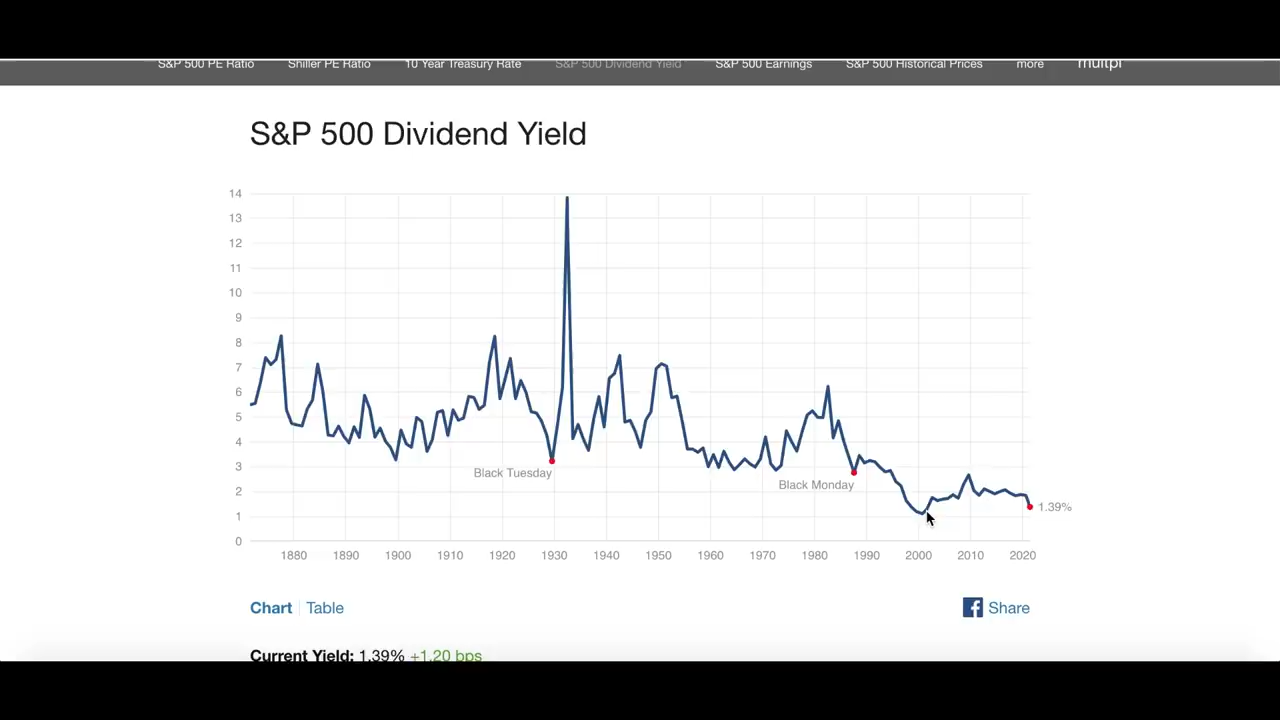 S&P 500 PE Ratio Shiller PE Ratio 10 Year Treasury Rate S&P 500 Dividend Yield S&P 500 Earnings S&P 500 Historical Prices more multpl
S&P 500 Dividend Yield
14
13
12
11
10
9
8
7
6
5
4
3
2
1
0
Black Tuesday
Black Monday
1.39%
1880 1890 1900 1910 1920 1930 1940 1950 1960 1970 1980 1990 2000 2010 2020
Chart Table
Share
Current Yield: 1.39% +1.20 bps